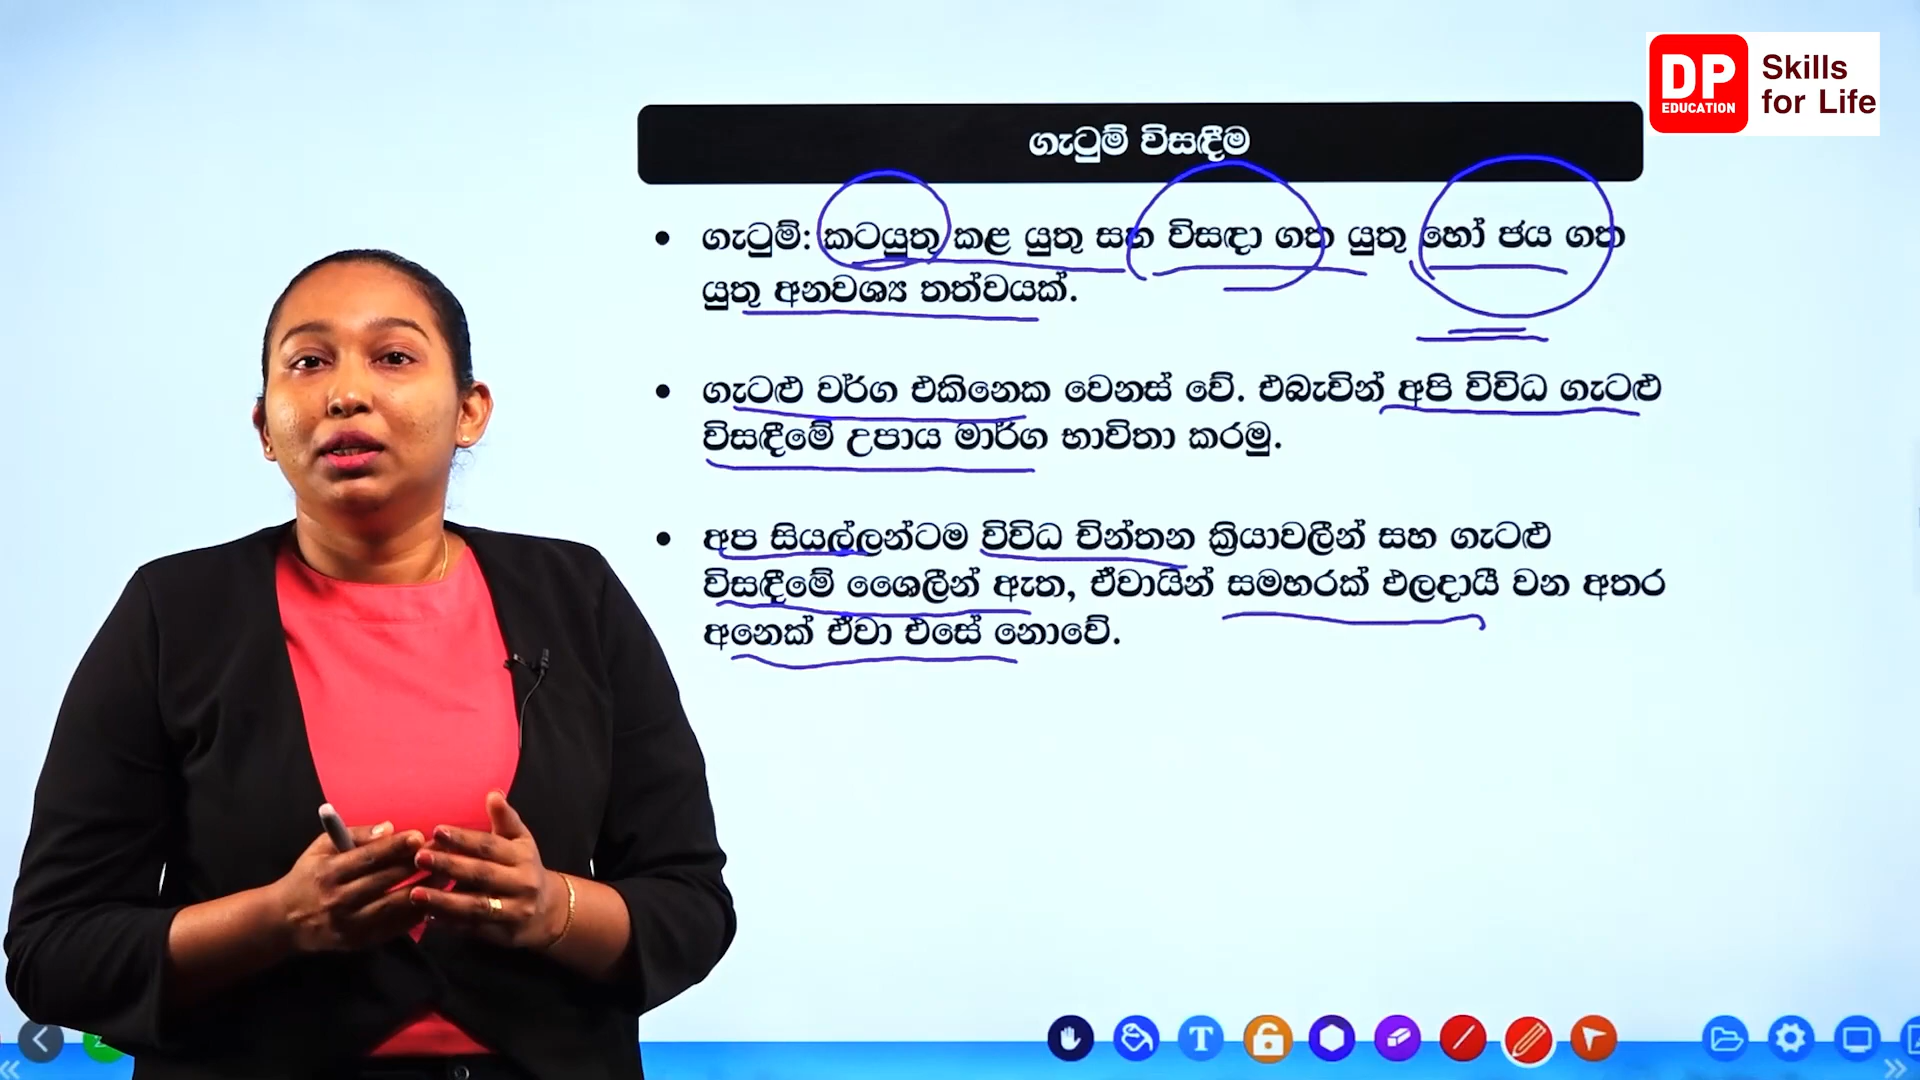 DP
EDUCATION
Skills
for Life
ගැටුම් විසඳීම
ගැටුම්: කටයුතු කළ යුතු සහ විසඳා ගත යුතු හෝ ජය ගත
යුතු අනවශ්‍ය තත්වයක්.
ගැටළු වර්ග එකිනෙක වෙනස් වේ. එබැවින් අපි විවිධ ගැටළු
විසඳීමේ උපාය මාර්ග භාවිතා කරමු.
අප සියල්ලන්ටම විවිධ චින්තන ක්‍රියාවලීන් සහ ගැටළු
විසඳීමේ ශෛලීන් ඇත, ඒවායින් සමහරක් ඵලදායී වන අතර
අනෙක් ඒවා එසේ නොවේ.